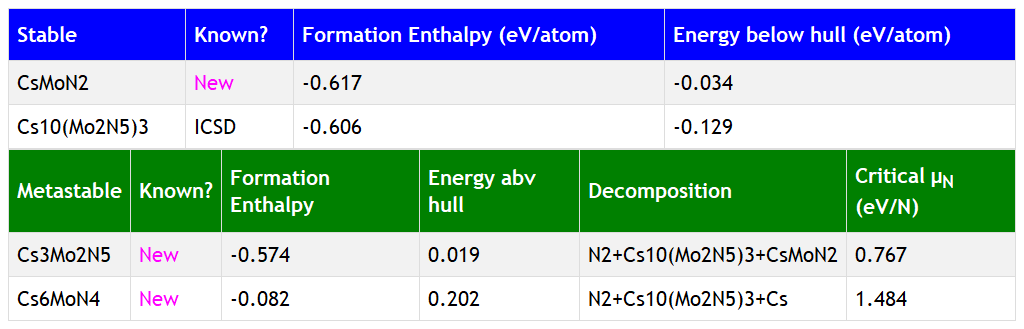 Stable Known? Formation Enthalpy (eV/atom) Energy below hull (eV/atom)
CsMoN2 New -0.617 -0.034
Cs10(Mo2N5)3 ICSD -0.606 -0.129
Metastable Known? Formation Enthalpy Energy abv hull Decomposition Critical μN (eV/N)
Cs3Mo2N5 New -0.574 0.019 N2+Cs10(Mo2N5)3+CsMoN2 0.767
Cs6MoN4 New -0.082 0.202 N2+Cs10(Mo2N5)3+Cs 1.484